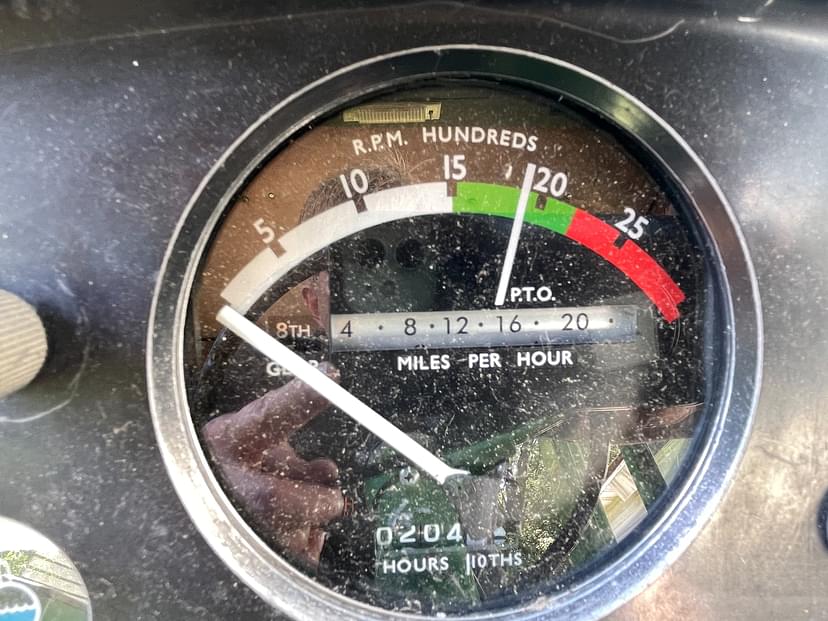 R.P.M. HUNDREDS
5 10 15 20 25
P.T.O.
8TH 4 · 8 · 12 · 16 · 20 ·
MILES PER HOUR
0204
HOURS 10THS